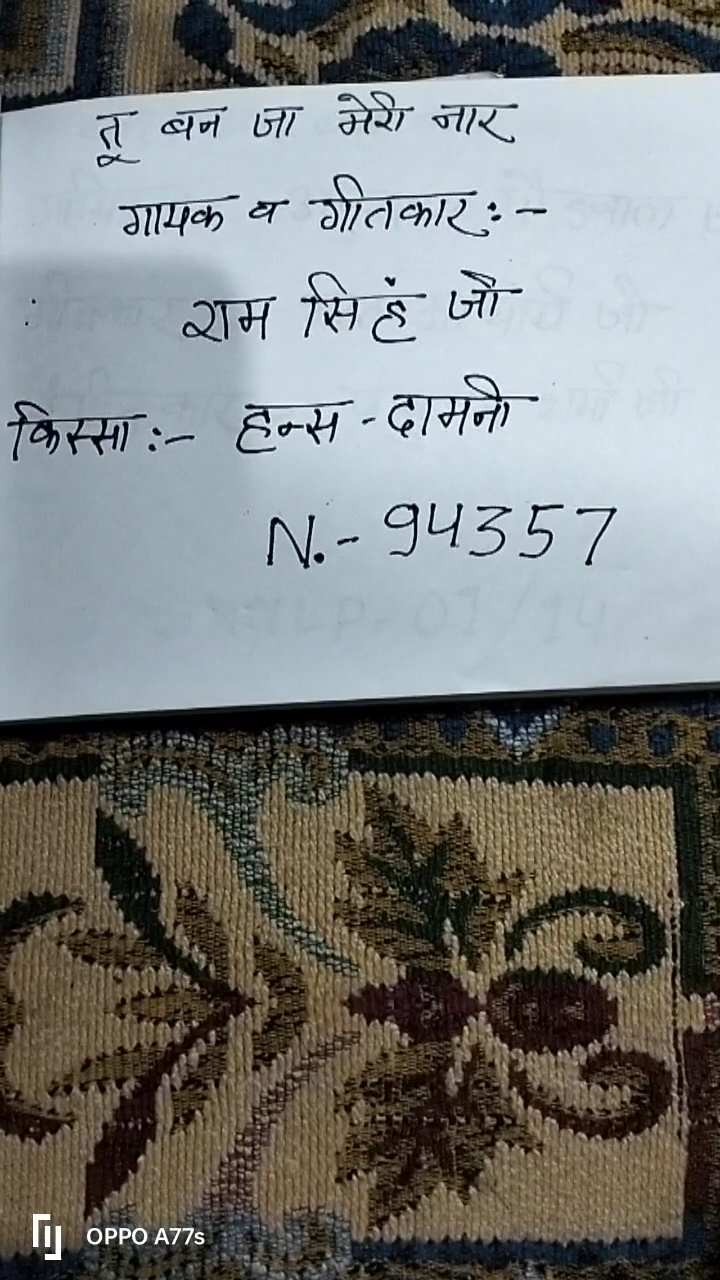 तू बन जा मेरी नार
गायक व गीतकार:-
राम सिहं जी
किस्सा:- हन्स-दामनी
N.- 94357
OPPO A77s